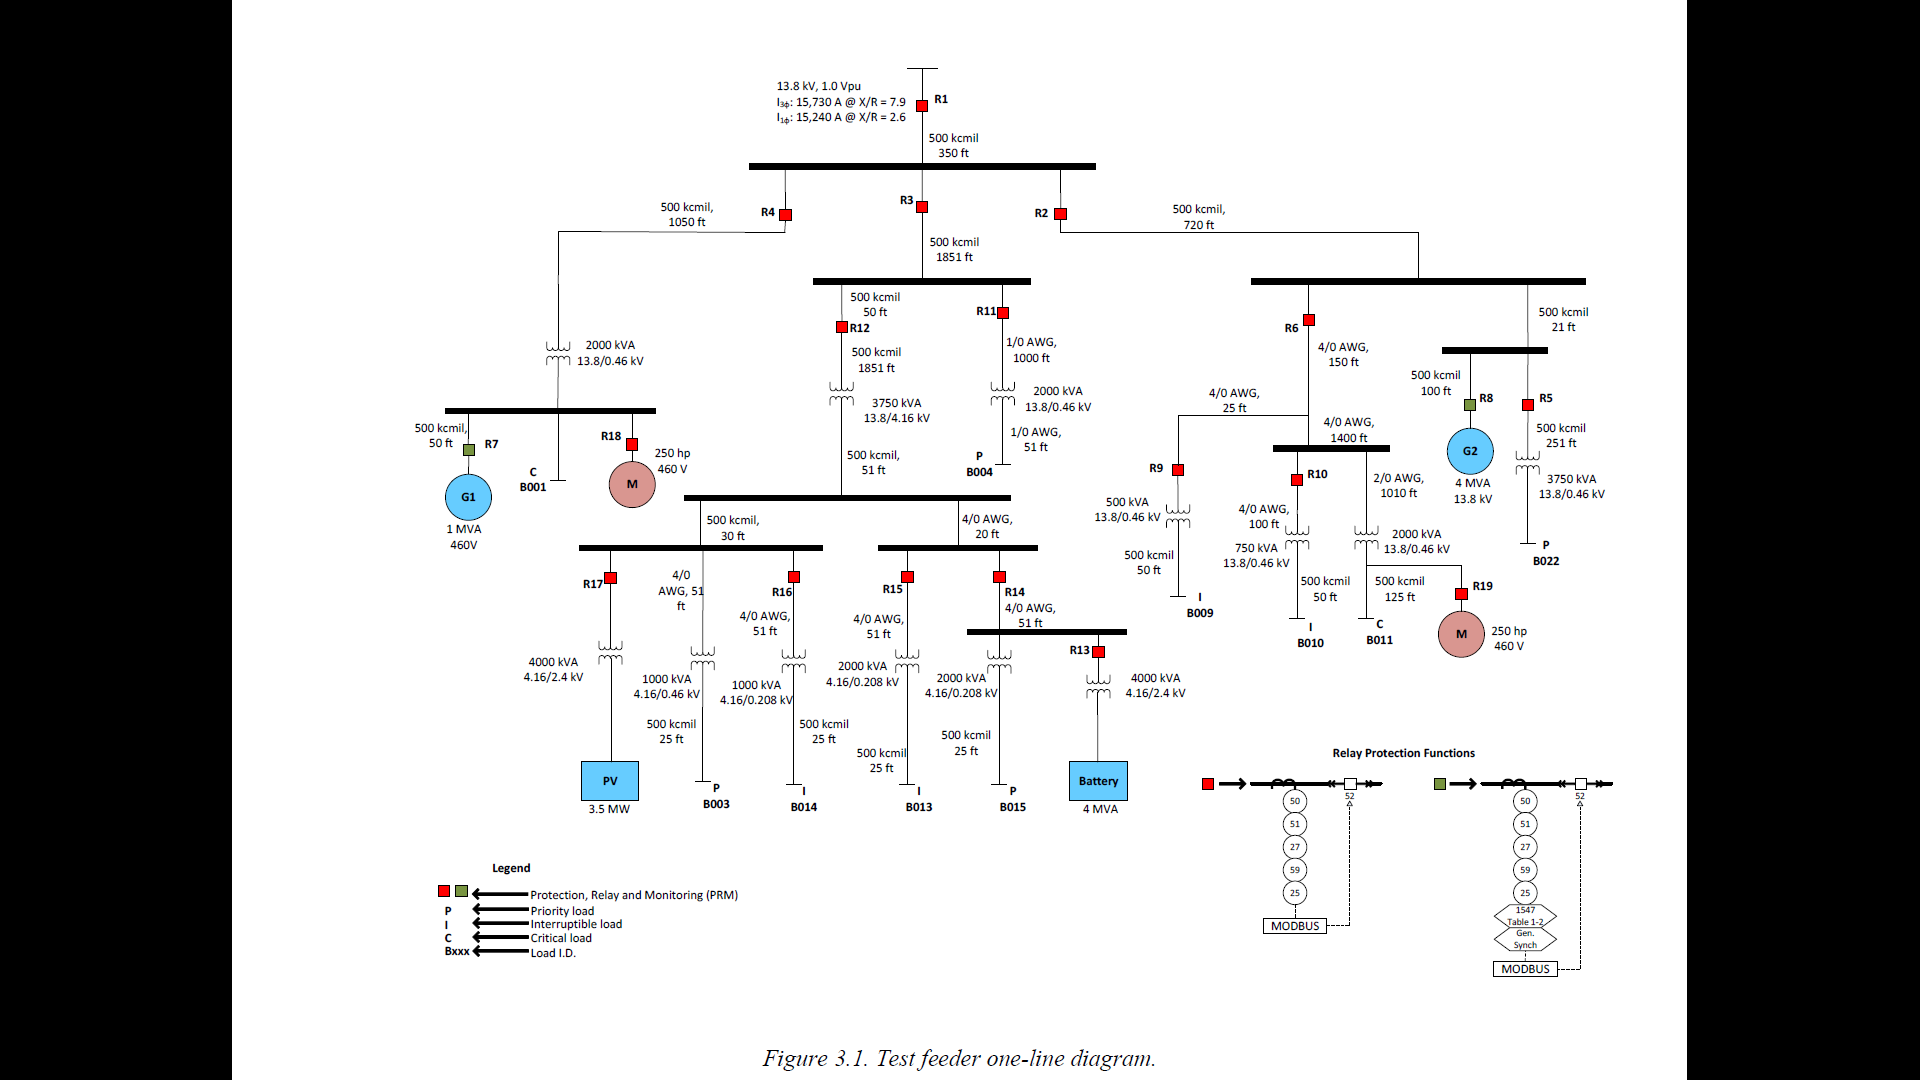 13.8 kV, 1.0 Vpu
I3ϕ: 15,730 A @ X/R = 7.9
I1ϕ: 15,240 A @ X/R = 2.6
R1
500 kcmil
350 ft
R4
R3
R2
500 kcmil,
1050 ft
500 kcmil
1851 ft
500 kcmil,
720 ft
500 kcmil
50 ft
R12
500 kcmil
1851 ft
3750 kVA
13.8/4.16 kV
500 kcmil,
51 ft
R11
1/0 AWG,
1000 ft
2000 kVA
13.8/0.46 kV
1/0 AWG,
51 ft
P
B004
2000 kVA
13.8/0.46 kV
500 kcmil,
50 ft
R7
G1
1 MVA
460V
C
B001
R18
M
250 hp
460 V
R6
4/0 AWG,
150 ft
4/0 AWG,
25 ft
4/0 AWG,
1400 ft
R9
500 kVA
13.8/0.46 kV
500 kcmil
50 ft
I
B009
R10
4/0 AWG,
100 ft
750 kVA
13.8/0.46 kV
500 kcmil
50 ft
I
B010
2/0 AWG,
1010 ft
2000 kVA
13.8/0.46 kV
500 kcmil
125 ft
C
B011
R19
M
250 hp
460 V
500 kcmil
21 ft
500 kcmil
100 ft
R8
G2
4 MVA
13.8 kV
R5
500 kcmil
251 ft
3750 kVA
13.8/0.46 kV
P
B022
500 kcmil,
30 ft
4/0 AWG,
20 ft
R17
4000 kVA
4.16/2.4 kV
PV
3.5 MW
4/0
AWG, 51
ft
1000 kVA
4.16/0.46 kV
500 kcmil
25 ft
P
B003
R16
4/0 AWG,
51 ft
1000 kVA
4.16/0.208 kV
500 kcmil
25 ft
I
B014
R15
4/0 AWG,
51 ft
2000 kVA
4.16/0.208 kV
500 kcmil
25 ft
I
B013
R14
4/0 AWG,
51 ft
2000 kVA
4.16/0.208 kV
500 kcmil
25 ft
P
B015
R13
4000 kVA
4.16/2.4 kV
Battery
4 MVA
Relay Protection Functions
52
50
51
27
59
25
MODBUS
52
50
51
27
59
25
1547
Table 1-2
Gen.
Synch
MODBUS
Legend
Protection, Relay and Monitoring (PRM)
P Priority load
I Interruptible load
C Critical load
Bxxx Load I.D.
Figure 3.1. Test feeder one-line diagram.